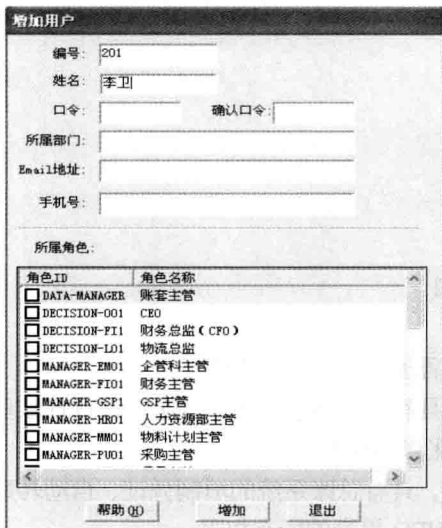 增加用户
编号: 201
姓名: 李卫
口令: 确认口令:
所属部门:
Email地址:
手机号:
所属角色:
角色ID 角色名称
DATA-MANAGER 账套主管
DECISION-001 CEO
DECISION-FI1 财务总监(CFO)
DECISION-LO1 物流总监
MANAGER-EM01 企管科主管
MANAGER-FI01 财务主管
MANAGER-GSP1 GSP主管
MANAGER-HR01 人力资源部主管
MANAGER-MM01 物料计划主管
MANAGER-PU01 采购主管
帮助(H) 增加 退出